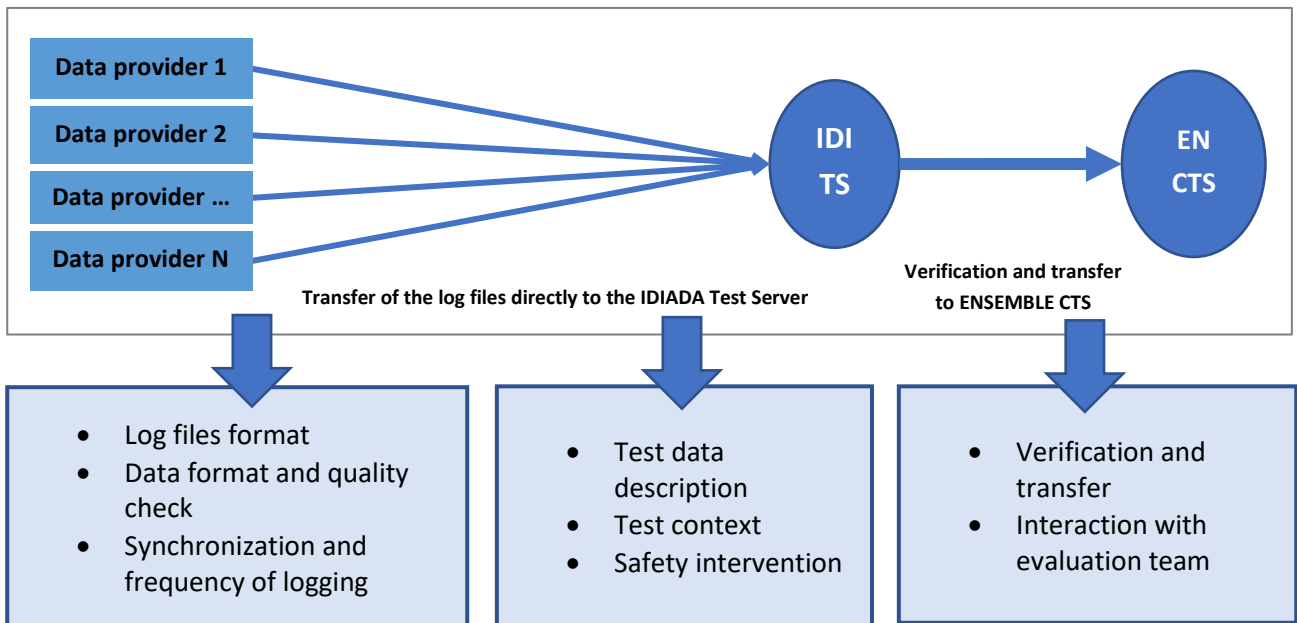 Data provider 1
Data provider 2
Data provider ...
Data provider N
IDI
TS
EN
CTS
Transfer of the log files directly to the IDIADA Test Server
Verification and transfer
to ENSEMBLE CTS
• Log files format
• Data format and quality
check
• Synchronization and
frequency of logging
• Test data
description
• Test context
• Safety intervention
• Verification and
transfer
• Interaction with
evaluation team